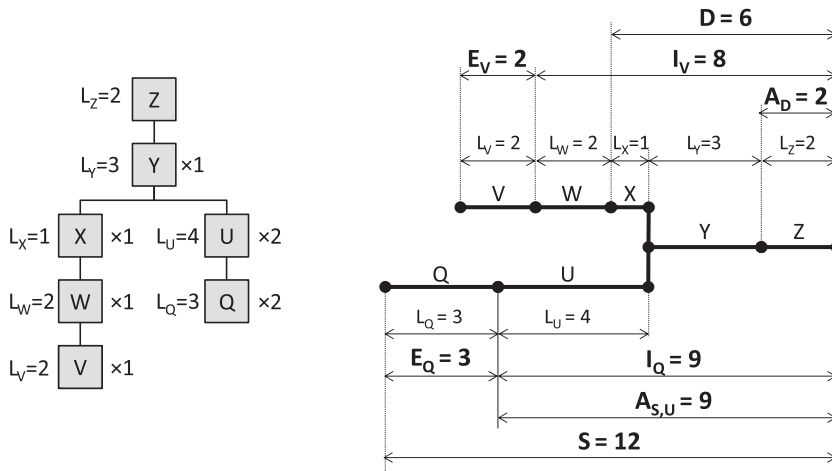 L_Z=2 Z
L_Y=3 Y ×1
L_X=1 X ×1 L_U=4 U ×2
L_W=2 W ×1 L_Q=3 Q ×2
L_V=2 V ×1
D = 6
E_V = 2 I_V = 8
A_D = 2
L_V = 2 L_W = 2 L_X=1 L_Y=3 L_Z=2
V W X
Y Z
Q U
L_Q = 3 L_U = 4
E_Q = 3 I_Q = 9
A_S,U = 9
S = 12